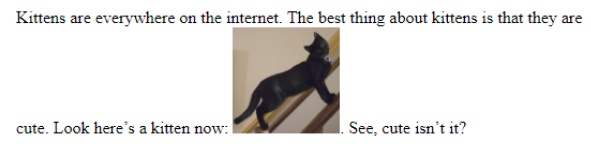 Kittens are everywhere on the internet. The best thing about kittens is that they are
cute. Look here’s a kitten now: . See, cute isn’t it?